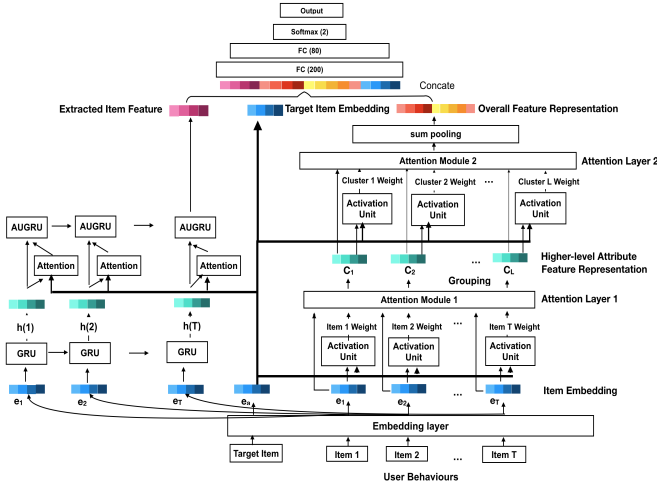 Output
Softmax (2)
FC (80)
FC (200)
Concate
Extracted Item Feature
Target Item Embedding
Overall Feature Representation
sum pooling
Attention Module 2
Attention Layer 2
Cluster 1 Weight
Cluster 2 Weight
...
Cluster L Weight
Activation
Unit
Activation
Unit
Activation
Unit
AUGRU
AUGRU
AUGRU
Attention
Attention
Attention
C1
C2
...
CL
Higher-level Attribute
Feature Representation
Grouping
Attention Module 1
Attention Layer 1
h(1)
h(2)
h(T)
Item 1 Weight
Item 2 Weight
...
Item T Weight
GRU
GRU
GRU
Activation
Unit
Activation
Unit
Activation
Unit
Item Embedding
e1
e2
eT
ea
e1
e2
...
eT
Embedding layer
Target Item
Item 1
Item 2
...
Item T
User Behaviours